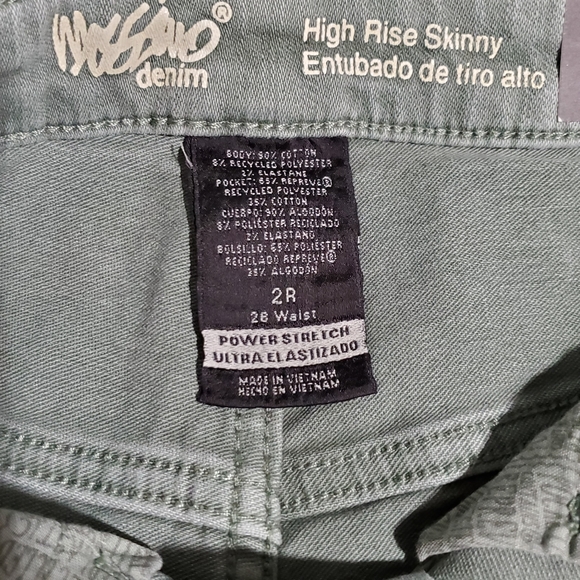 Mossimo®
denim
High Rise Skinny
Entubado de tiro alto
BODY: 90% COTTON
8% RECYCLED POLYESTER
2% ELASTANE
POCKET: 65% REPREVE®
RECYCLED POLYESTER
35% COTTON
CUERPO: 90% ALGODÓN
8% POLIÉSTER RECICLADO
2% ELASTANO
BOLSILLO: 65% POLIÉSTER
RECICLADO REPREVE®
35% ALGODÓN
2R
26 Waist
POWER STRETCH
ULTRA ELASTIZADO
MADE IN VIETNAM
HECHO EN VIETNAM